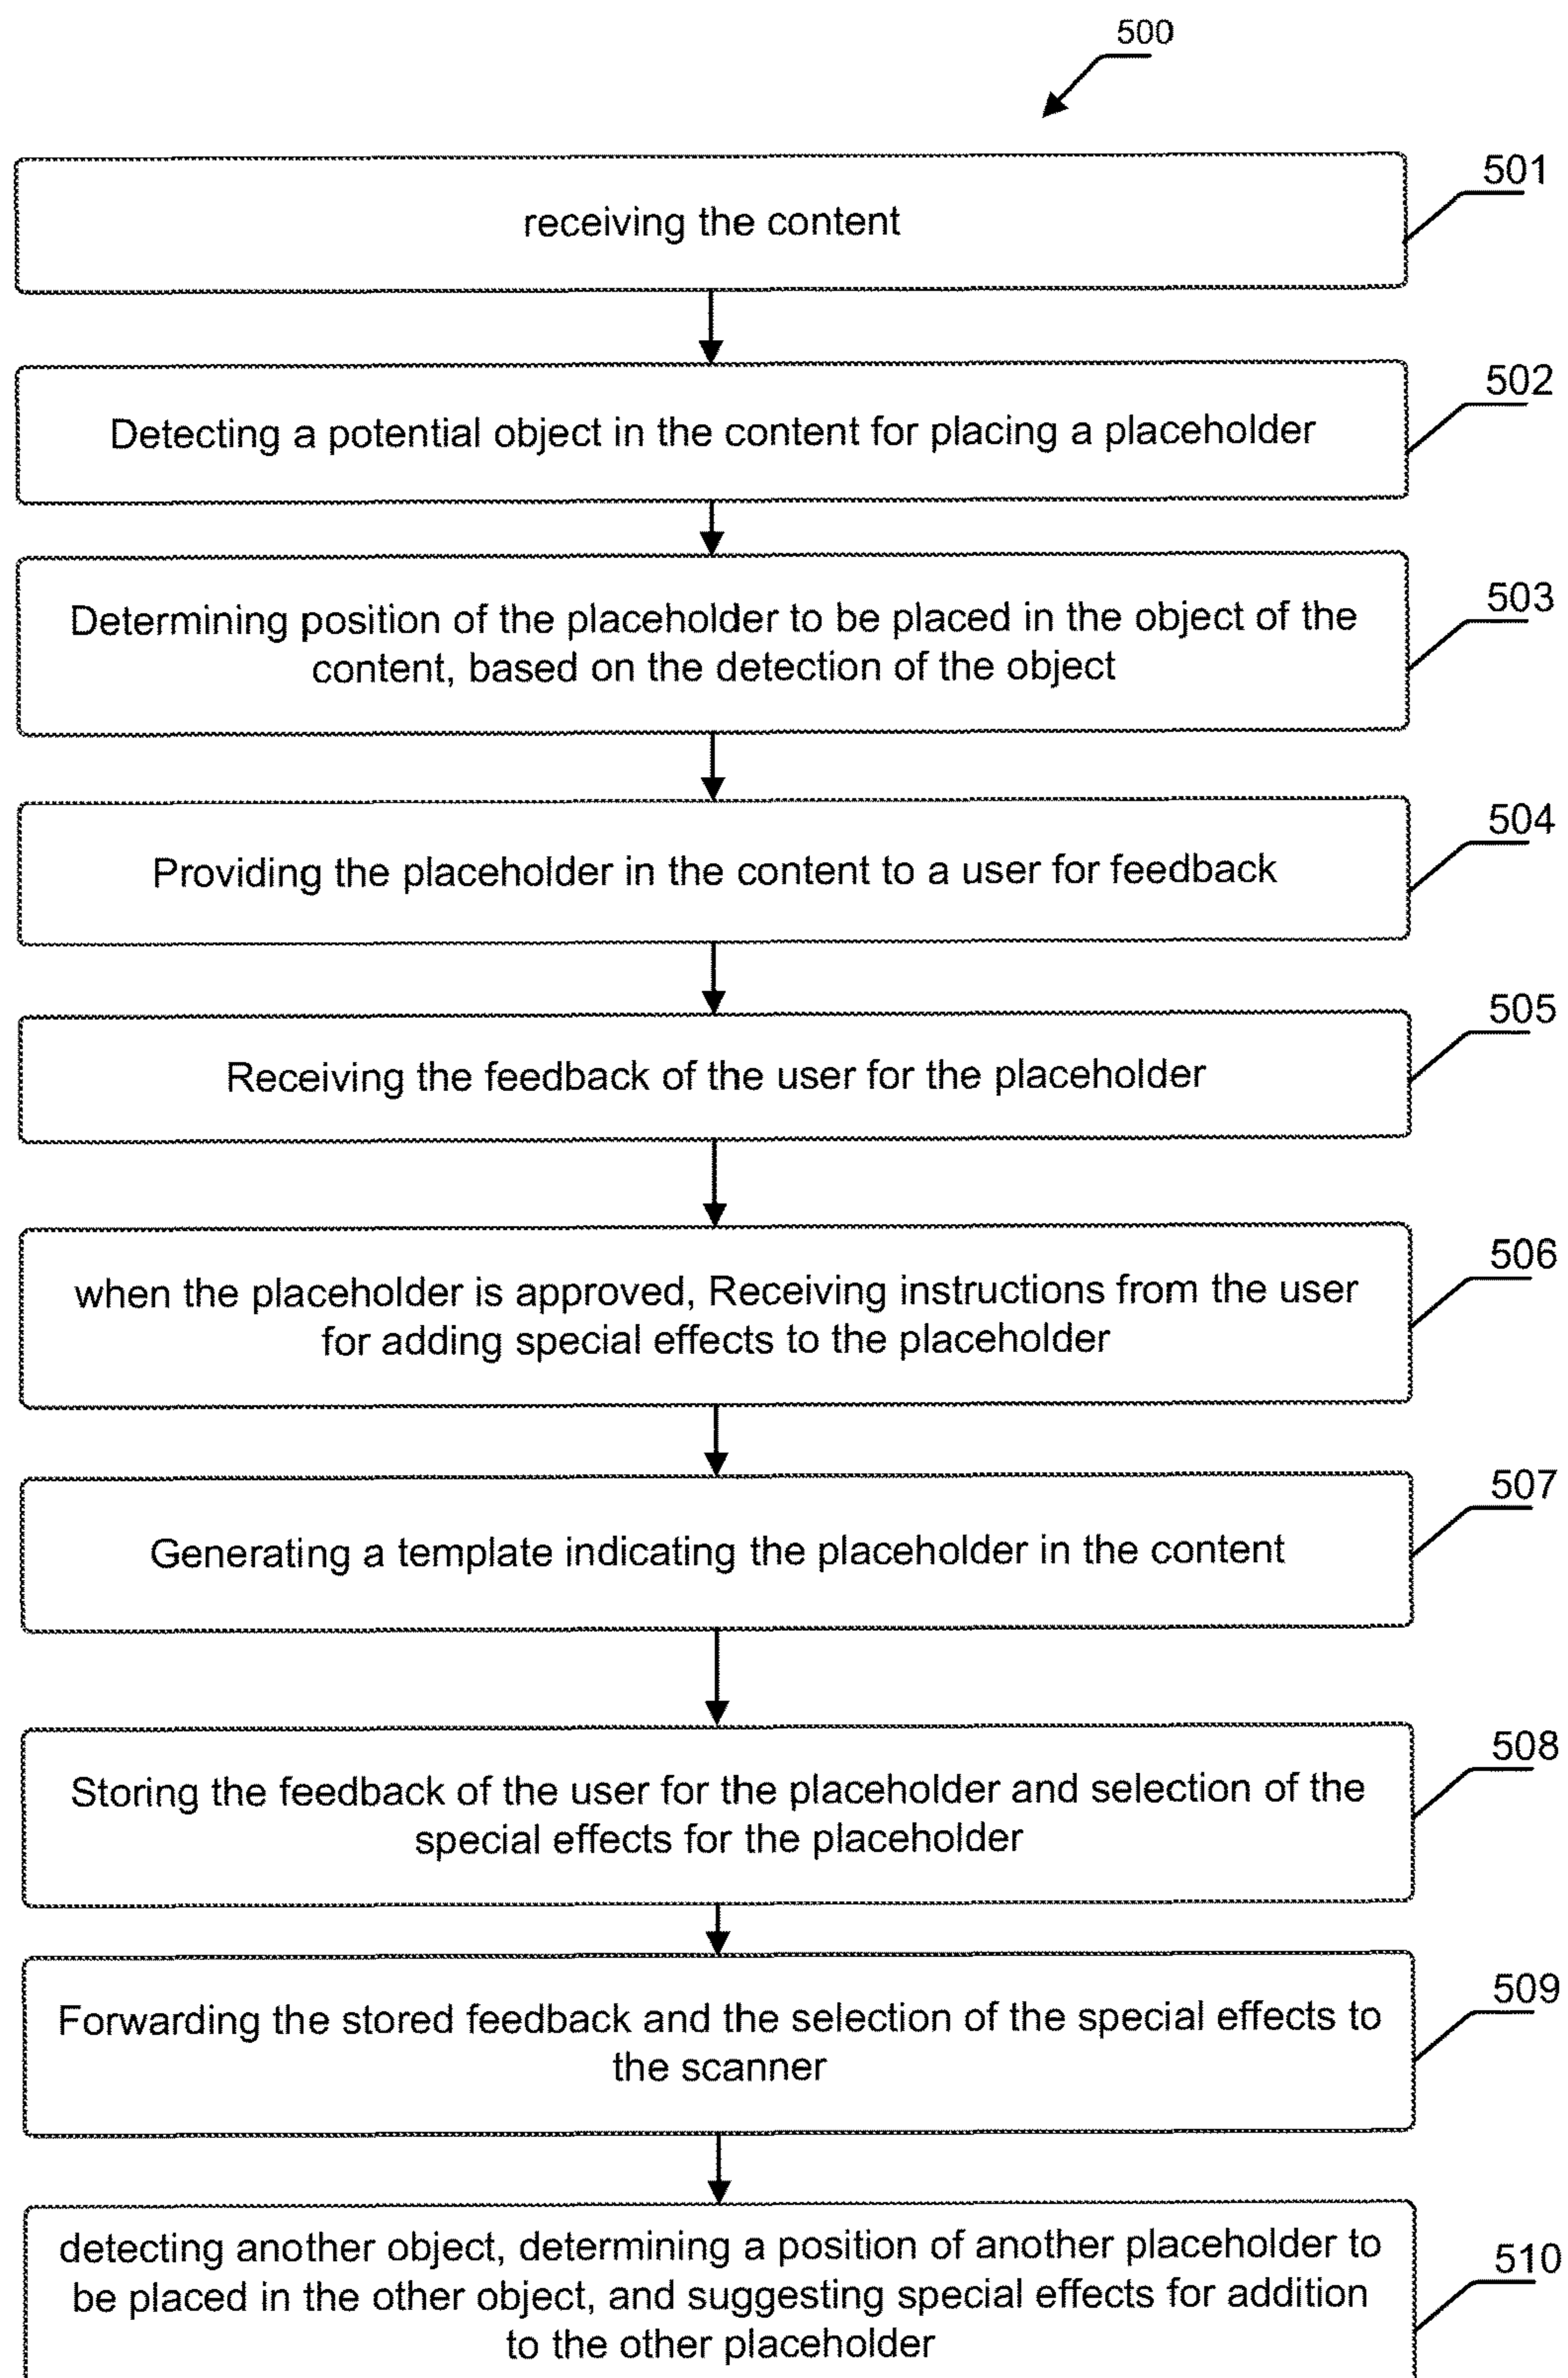 500
receiving the content
501
Detecting a potential object in the content for placing a placeholder
502
Determining position of the placeholder to be placed in the object of the
content, based on the detection of the object
503
Providing the placeholder in the content to a user for feedback
504
Receiving the feedback of the user for the placeholder
505
when the placeholder is approved, Receiving instructions from the user
for adding special effects to the placeholder
506
Generating a template indicating the placeholder in the content
507
Storing the feedback of the user for the placeholder and selection of the
special effects for the placeholder
508
Forwarding the stored feedback and the selection of the special effects to
the scanner
509
detecting another object, determining a position of another placeholder to
be placed in the other object, and suggesting special effects for addition
to the other placeholder
510